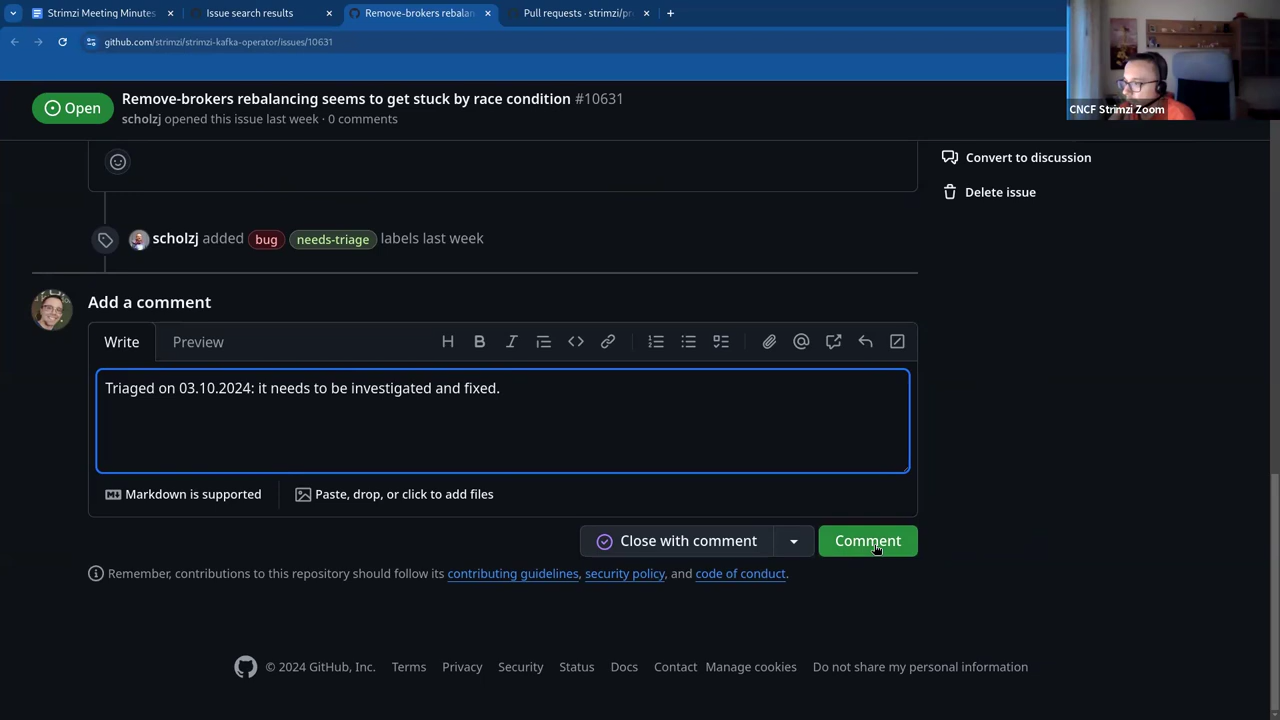 Strimzi Meeting Minutes
Issue search results
Remove-brokers rebalan
Pull requests · strimzi/pr
github.com/strimzi/strimzi-kafka-operator/issues/10631
CNCF Strimzi Zoom
Open
Remove-brokers rebalancing seems to get stuck by race condition #10631
scholzj opened this issue last week · 0 comments
Convert to discussion
Delete issue
scholzj added bug needs-triage labels last week
Add a comment
Write
Preview
Triaged on 03.10.2024: it needs to be investigated and fixed.
Markdown is supported
Paste, drop, or click to add files
Close with comment
Comment
Remember, contributions to this repository should follow its contributing guidelines, security policy, and code of conduct.
© 2024 GitHub, Inc. Terms Privacy Security Status Docs Contact Manage cookies Do not share my personal information